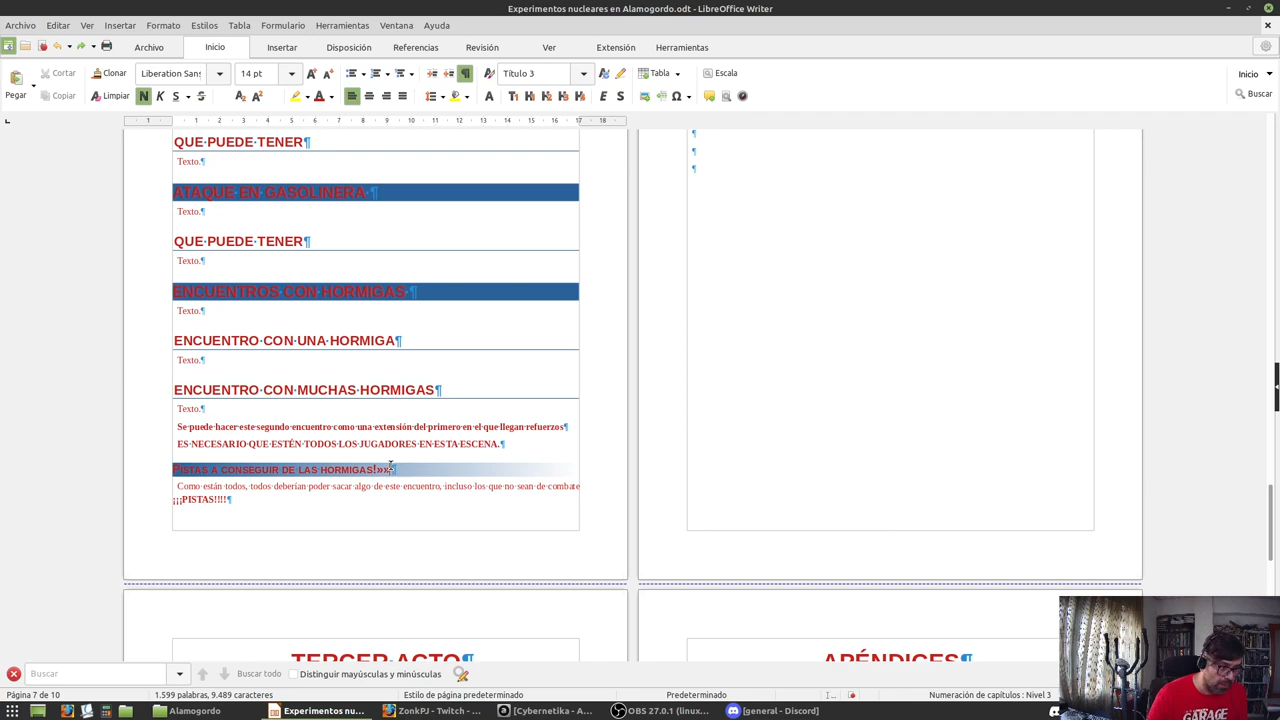 Experimentos nucleares en Alamogordo.odt - LibreOffice Writer
Archivo Editar Ver Insertar Formato Estilos Tabla Formulario Herramientas Ventana Ayuda
Archivo Inicio Insertar Disposición Referencias Revisión Ver Extensión Herramientas
Cortar Clonar Liberation Sans 14 pt Título 3 Tabla Escala Inicio
Pegar Copiar Limpiar Buscar
QUE·PUEDE·TENER¶
Texto.¶
ATAQUE·EN·GASOLINERA·¶
Texto.¶
QUE·PUEDE·TENER¶
Texto.¶
ENCUENTROS·CON·HORMIGAS·¶
Texto.¶
ENCUENTRO·CON·UNA·HORMIGA¶
Texto.¶
ENCUENTRO·CON·MUCHAS·HORMIGAS¶
Texto.¶
Se·puede·hacer·este·segundo·encuentro·como·una·extensión·del·primero·en·el·que·llegan·refuerzos¶
ES·NECESARIO·QUE·ESTÉN·TODOS·LOS·JUGADORES·EN·ESTA·ESCENA.¶
Pistas·a·conseguir·de·las·hormigas!»»¶
Como·están·todos,·todos·deberían·poder·sacar·algo·de·este·encuentro,·incluso·los·que·no·sean·de·combate
¡¡¡PISTAS!!!!¶
TERCER·ACTO¶
APÉNDICES¶
Buscar Buscar todo Distinguir mayúsculas y minúsculas
Página 7 de 10 1.599 palabras, 9.489 caracteres Estilo de página predeterminado Predeterminado Numeración de capítulos : Nivel 3
Alamogordo Experimentos nu... ZonkPJ - Twitch - ... [Cybernetika - A... OBS 27.0.1 (linux... [general - Discord]